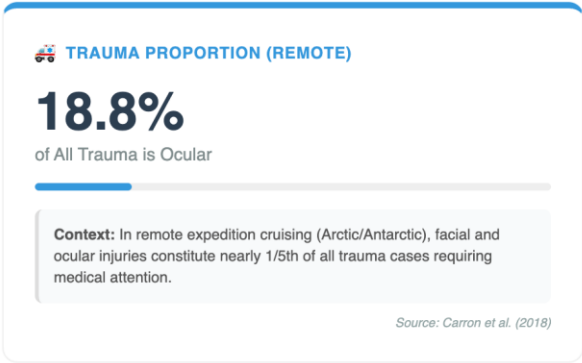 TRAUMA PROPORTION (REMOTE)
18.8%
of All Trauma is Ocular
Context: In remote expedition cruising (Arctic/Antarctic), facial and
ocular injuries constitute nearly 1/5th of all trauma cases requiring
medical attention.
Source: Carron et al. (2018)